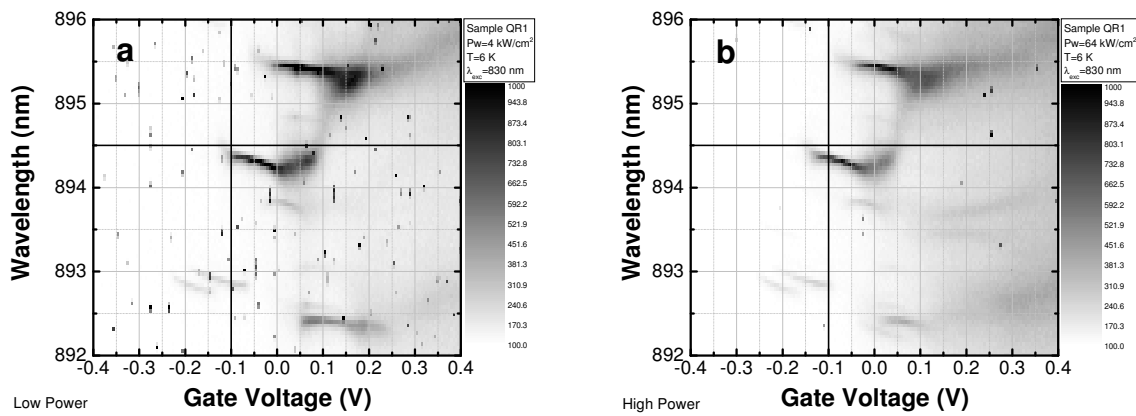 a
Sample QR1
Pw=4 kW/cm²
T=6 K
λexc=830 nm
1000
943.8
873.4
803.1
732.8
662.5
592.2
521.9
451.6
381.3
310.9
240.6
170.3
100.0
896
895
894
893
892
Wavelength (nm)
-0.4 -0.3 -0.2 -0.1 0.0 0.1 0.2 0.3 0.4
Gate Voltage (V)
Low Power
b
Sample QR1
Pw=64 kW/cm²
T=6 K
λexc=830 nm
1000
943.8
873.4
803.1
732.8
662.5
592.2
521.9
451.6
381.3
310.9
240.6
170.3
100.0
896
895
894
893
892
Wavelength (nm)
-0.4 -0.3 -0.2 -0.1 0.0 0.1 0.2 0.3 0.4
Gate Voltage (V)
High Power